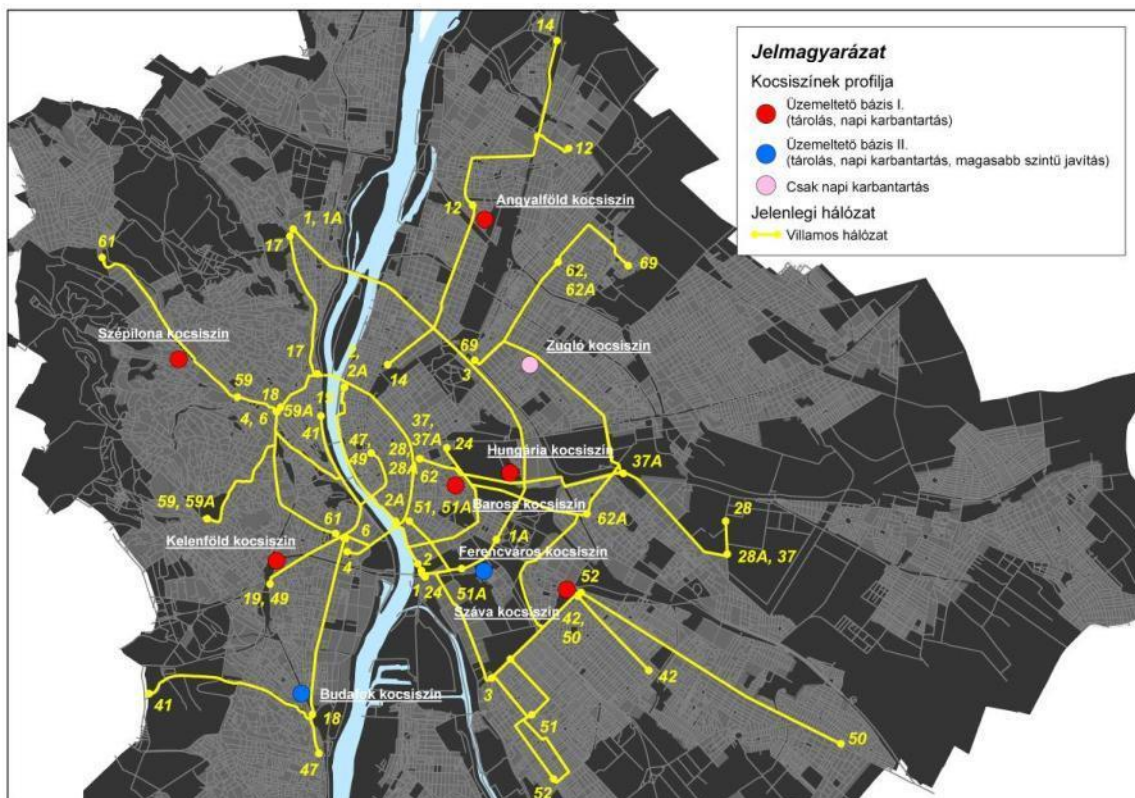 Jelmagyarázat
Kocsiszínek profilja
Üzemeltető bázis I.
(tárolás, napi karbantartás)
Üzemeltető bázis II.
(tárolás, napi karbantartás, magasabb szintű javítás)
Csak napi karbantartás
Jelenlegi hálózat
Villamos hálózat
14
12
12
Angyalföld kocsiszín
1, 1A
17
61
62,
62A
69
Szépilona kocsiszín
17
69
3
Zugló kocsiszín
2A
14
59
18
59A
4, 6
19
41
37,
37A
24
47,
49
28,
28A
62
Hungária kocsiszín
37A
59, 59A
2A
51, 51A
Baross kocsiszín
62A
28
28A, 37
61
6
4
Kelenföld kocsiszín
1A
2
Ferencváros kocsiszín
19, 49
1
24
51A
52
Száva kocsiszín
42,
50
42
3
41
Budafok kocsiszín
18
51
50
47
52